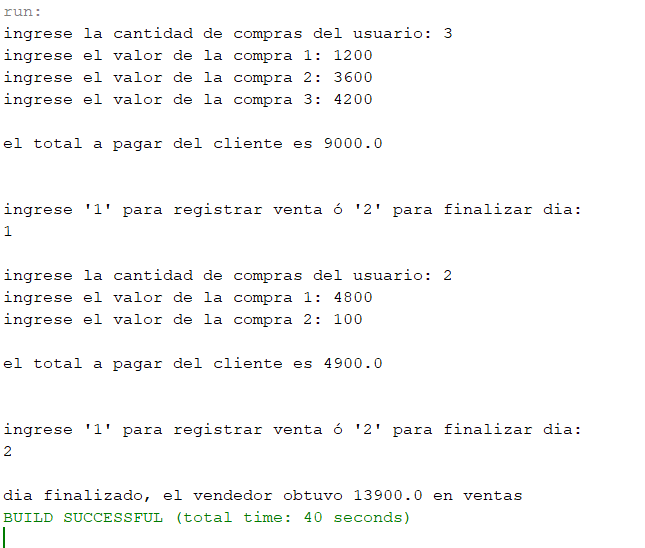 run:
ingrese la cantidad de compras del usuario: 3
ingrese el valor de la compra 1: 1200
ingrese el valor de la compra 2: 3600
ingrese el valor de la compra 3: 4200
el total a pagar del cliente es 9000.0
ingrese '1' para registrar venta ó '2' para finalizar dia:
1
ingrese la cantidad de compras del usuario: 2
ingrese el valor de la compra 1: 4800
ingrese el valor de la compra 2: 100
el total a pagar del cliente es 4900.0
ingrese '1' para registrar venta ó '2' para finalizar dia:
2
dia finalizado, el vendedor obtuvo 13900.0 en ventas
BUILD SUCCESSFUL (total time: 40 seconds)